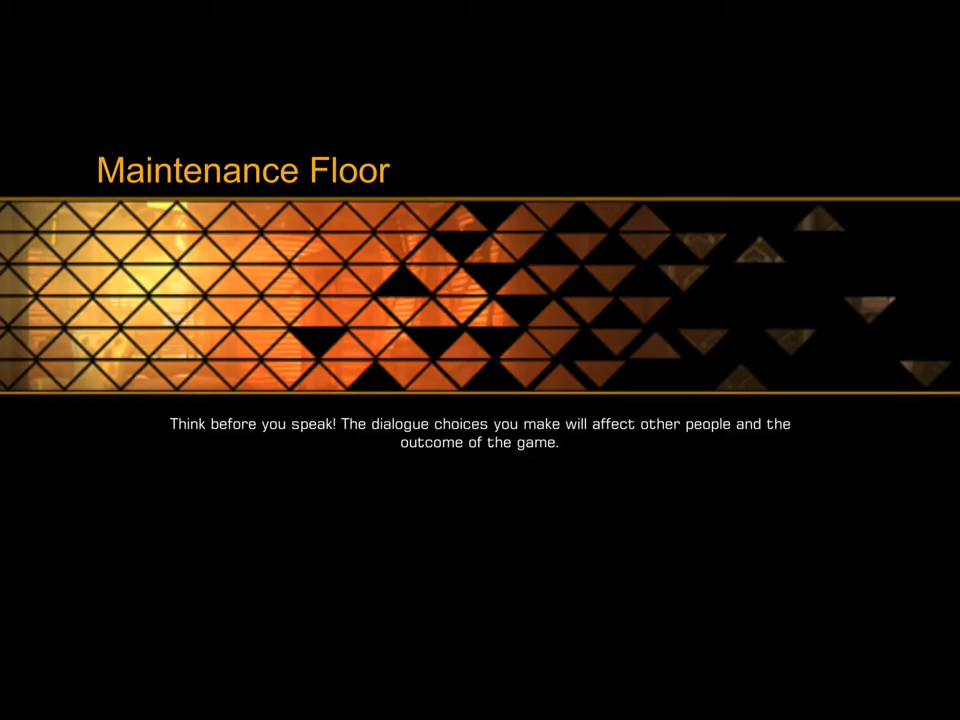 Maintenance Floor
Think before you speak! The dialogue choices you make will affect other people and the
outcome of the game.